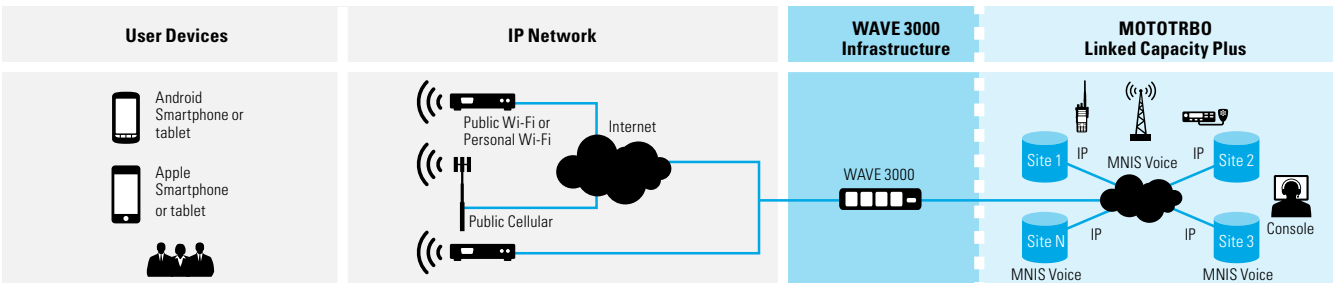 User Devices
IP Network
WAVE 3000
Infrastructure
MOTOTRBO
Linked Capacity Plus
Android
Smartphone or
tablet
Apple
Smartphone
or tablet
Public Wi-Fi or
Personal Wi-Fi
Internet
Public Cellular
WAVE 3000
Site 1
IP
MNIS Voice
IP
Site 2
Site N
IP
IP
Site 3
Console
MNIS Voice
MNIS Voice